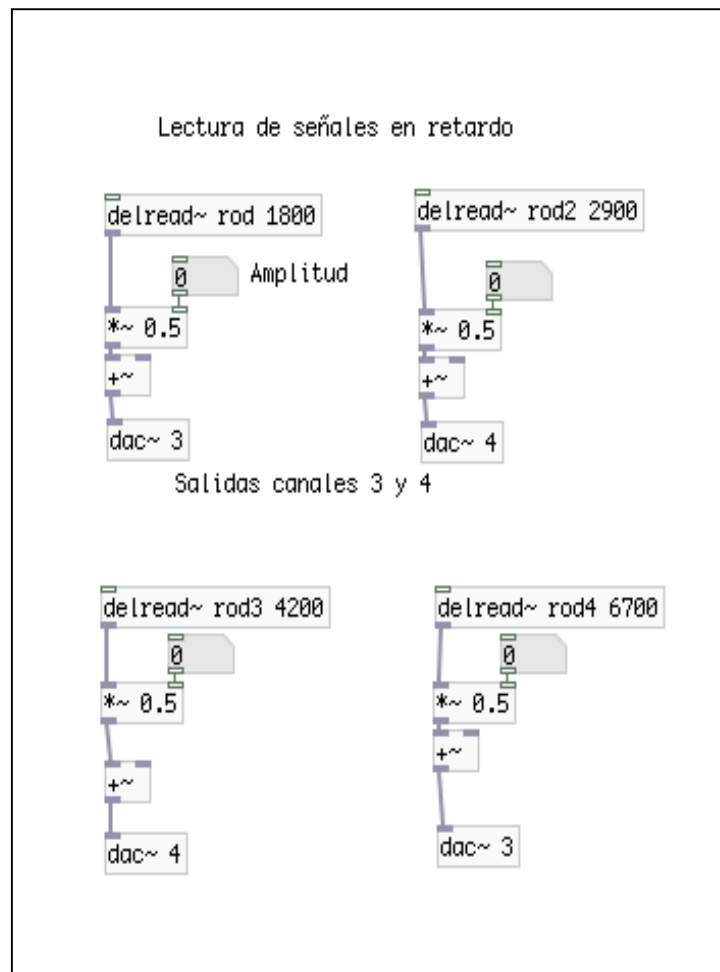 Lectura de señales en retardo
delread~ rod 1800
delread~ rod2 2900
0
Amplitud
0
*~ 0.5
*~ 0.5
+~
+~
dac~ 3
dac~ 4
Salidas canales 3 y 4
delread~ rod3 4200
delread~ rod4 6700
0
0
*~ 0.5
*~ 0.5
+~
+~
dac~ 4
dac~ 3